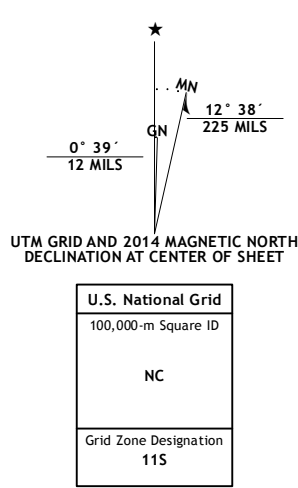 MN
12° 38´
225 MILS
GN
0° 39´
12 MILS
UTM GRID AND 2014 MAGNETIC NORTH
DECLINATION AT CENTER OF SHEET
U.S. National Grid
100,000-m Square ID
NC
Grid Zone Designation
11S